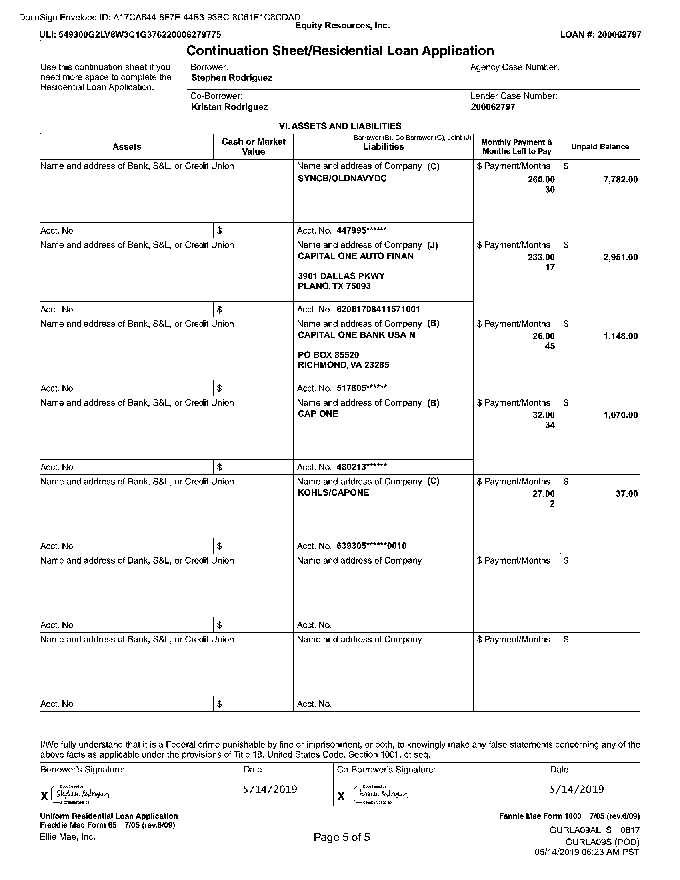 DocuSign Envelope ID: A17CA644-8F7F-44B3-93BC-8C61F1C8CDAD
Equity Resources, Inc.
ULI: 549300G2LV8W3C1G376220006279775
LOAN #: 200062797
Continuation Sheet/Residential Loan Application
Use this continuation sheet if you
need more space to complete the
Residential Loan Application.
Borrower:
Stephen Rodriguez
Agency Case Number:
Co-Borrower:
Kristan Rodriguez
Lender Case Number:
200062797
VI. ASSETS AND LIABILITIES
Assets
Cash or Market
Value
Borrower (B), Co-Borrower (C), Joint (J)
Liabilities
Monthly Payment &
Months Left to Pay
Unpaid Balance
Name and address of Bank, S&L, or Credit Union
Name and address of Company (C)
$ Payment/Months $
SYNCB/OLDNAVYDC
260.00 7,782.00
30
Acct. No $ Acct. No. 447995******
Name and address of Bank, S&L, or Credit Union
Name and address of Company (J)
$ Payment/Months $
CAPITAL ONE AUTO FINAN
233.00 2,951.00
17
3901 DALLAS PKWY
PLANO, TX 75093
Acct. No $ Acct. No. 62061708411571001
Name and address of Bank, S&L, or Credit Union
Name and address of Company (B)
$ Payment/Months $
CAPITAL ONE BANK USA N
26.00 1,148.00
45
PO BOX 85520
RICHMOND, VA 23285
Acct. No $ Acct. No. 517805******
Name and address of Bank, S&L, or Credit Union
Name and address of Company (B)
$ Payment/Months $
CAP ONE
32.00 1,070.00
34
Acct. No $ Acct. No. 480213******
Name and address of Bank, S&L, or Credit Union
Name and address of Company (C)
$ Payment/Months $
KOHLS/CAPONE
27.00 37.00
2
Acct. No $ Acct. No. 639305******0010
Name and address of Bank, S&L, or Credit Union
Name and address of Company
$ Payment/Months $
Acct. No $ Acct. No.
Name and address of Bank, S&L, or Credit Union
Name and address of Company
$ Payment/Months $
Acct. No $ Acct. No.
I/We fully understand that it is a Federal crime punishable by fine or imprisonment, or both, to knowingly make any false statements concerning any of the
above facts as applicable under the provisions of Title 18, United States Code, Section 1001, et seq.
Borrower's Signature: Date Co-Borrower's Signature: Date
X 5/14/2019 X 5/14/2019
Uniform Residential Loan Application
Freddie Mac Form 65 7/05 (rev.6/09)
Fannie Mae Form 1003 7/05 (rev.6/09)
Ellie Mae, Inc.
Page 5 of 5
GURLA09AL S 0817
GURLA09S (POD)
05/14/2019 06:23 AM PST